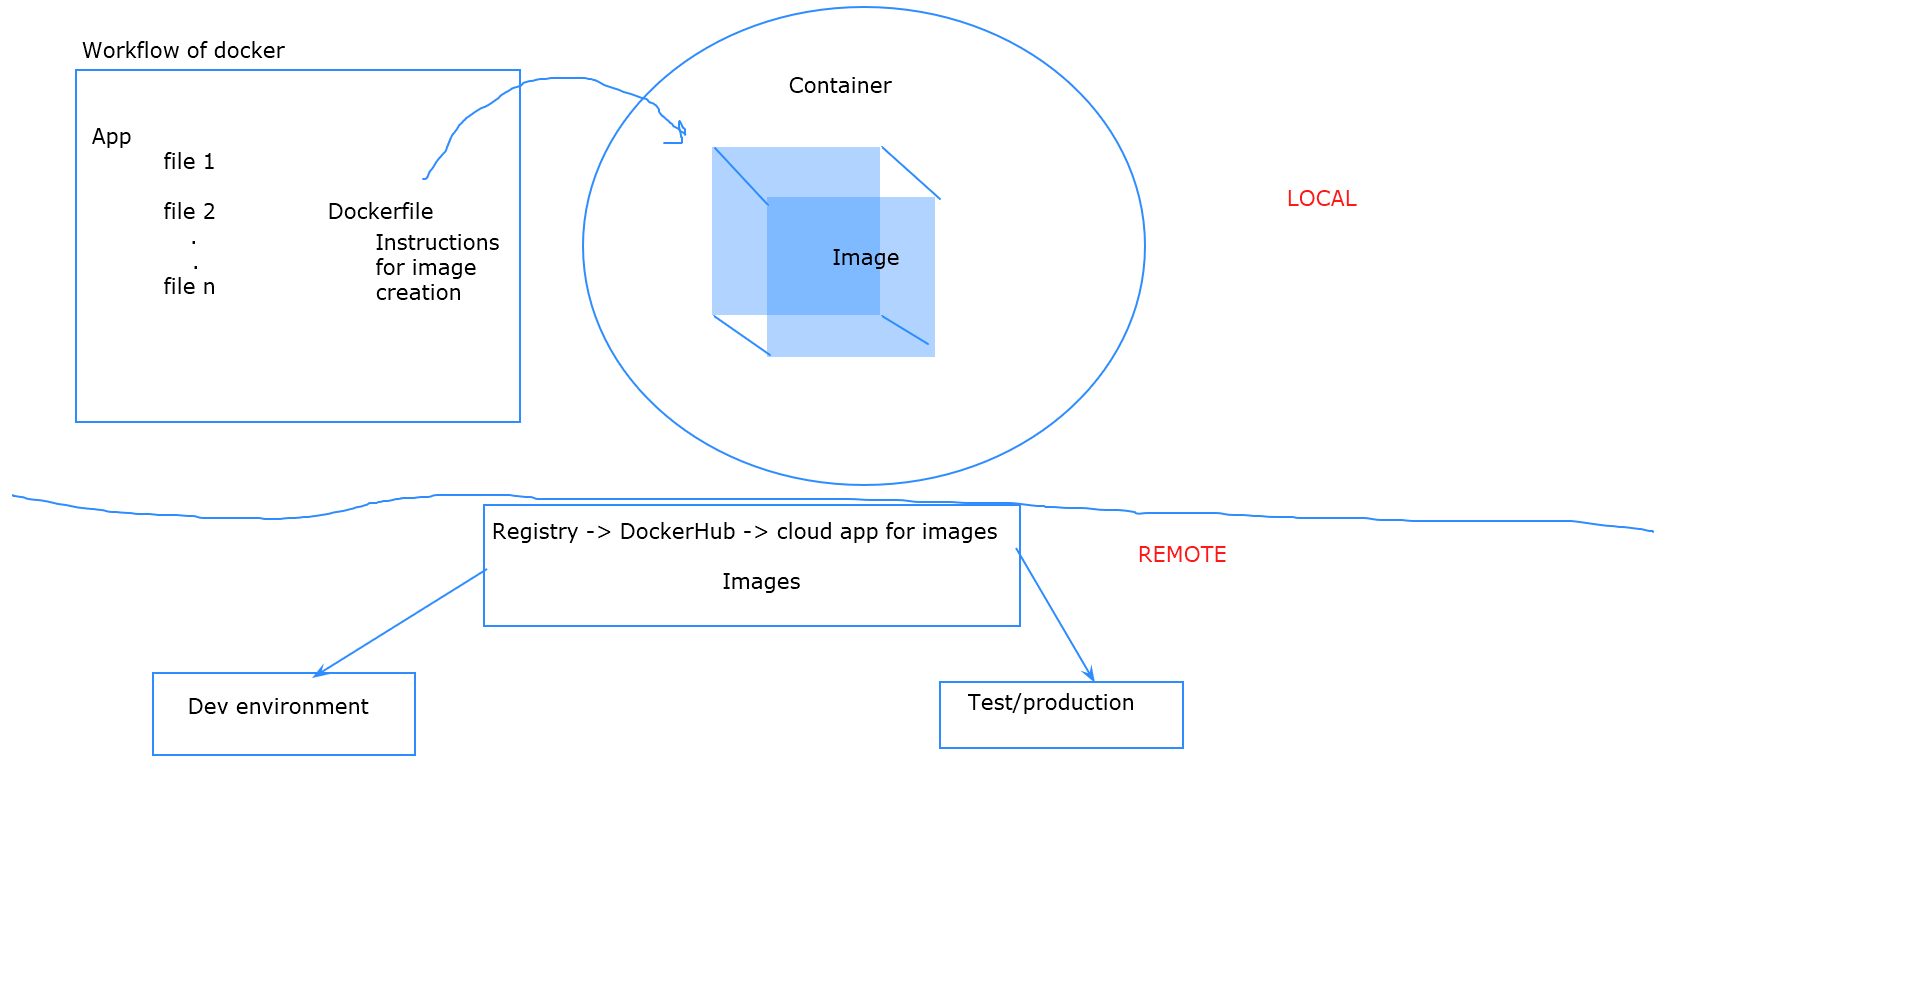 Workflow of docker
App
file 1
file 2
.
.
file n
Dockerfile
Instructions
for image
creation
Container
Image
LOCAL
Registry -> DockerHub -> cloud app for images
Images
REMOTE
Dev environment
Test/production